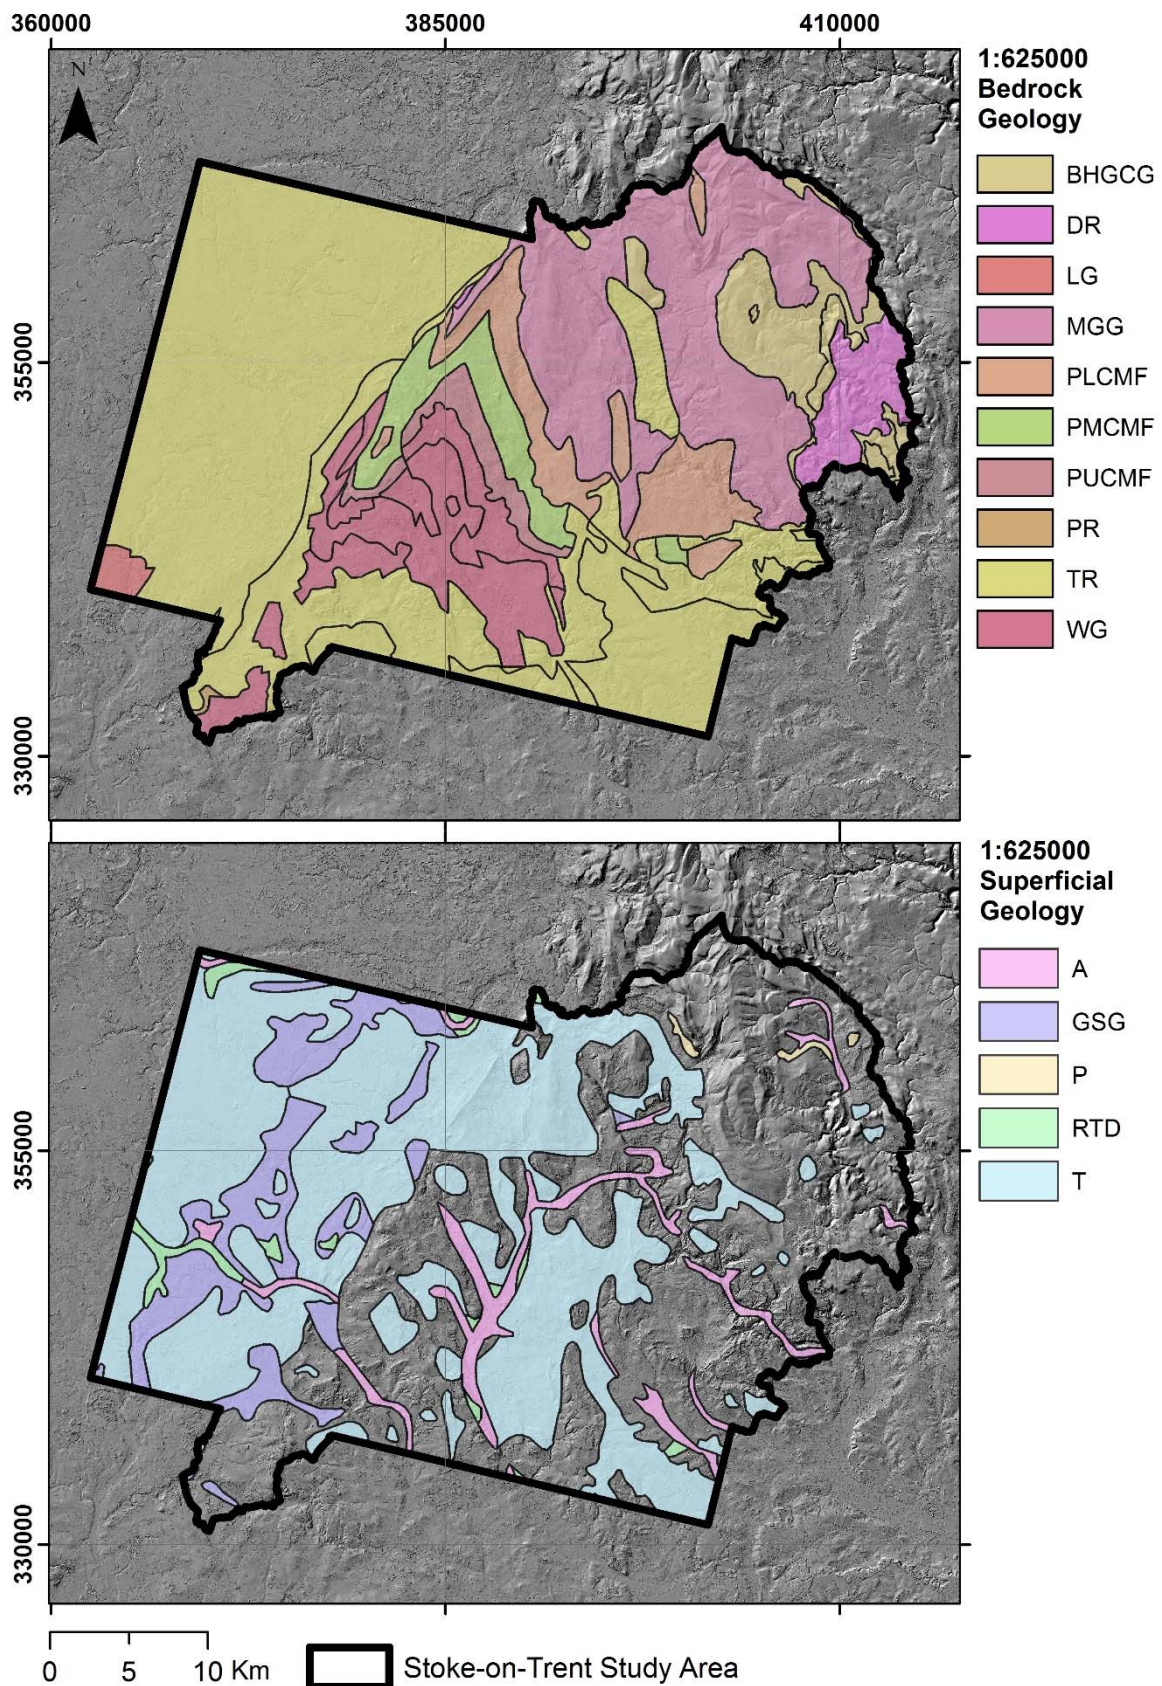 360000 385000 410000
N
355000
330000
1:625000
Bedrock
Geology
BHGCG
DR
LG
MGG
PLCMF
PMCMF
PUCMF
PR
TR
WG
355000
330000
1:625000
Superficial
Geology
A
GSG
P
RTD
T
0 5 10 Km
Stoke-on-Trent Study Area